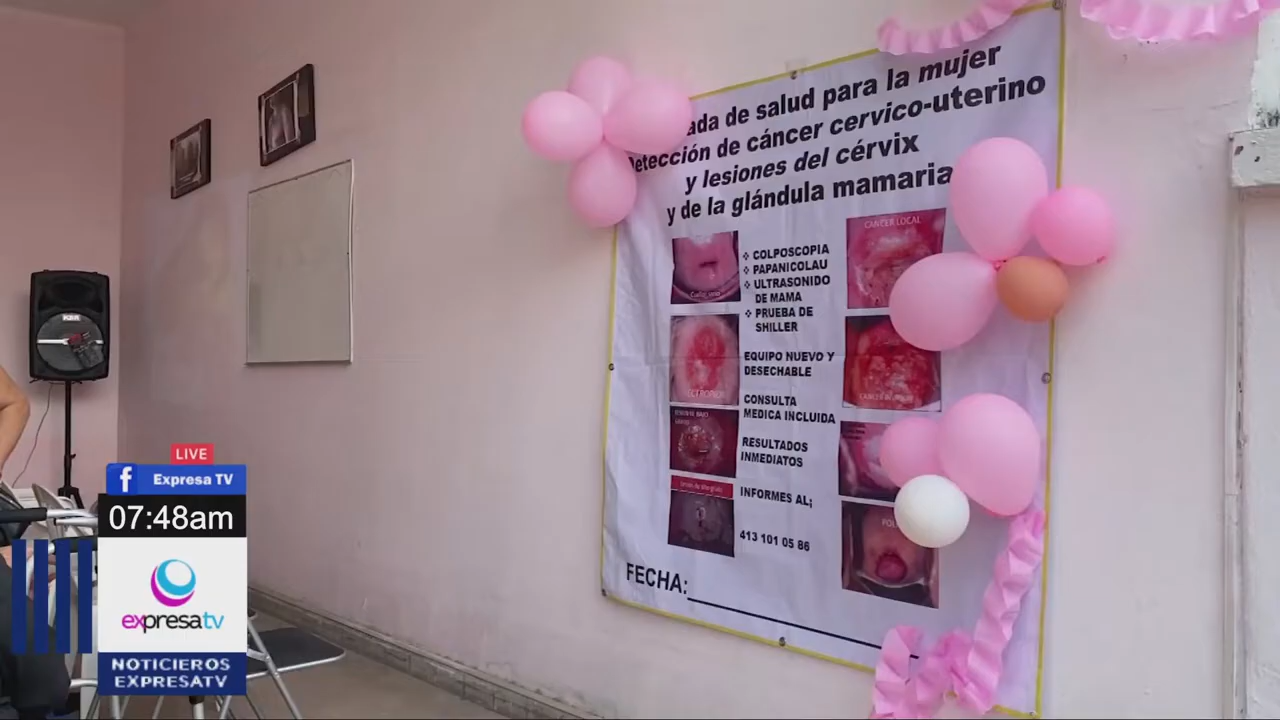 ada de salud para la mujer
Detección de cáncer cervico-uterino
y lesiones del cérvix
y de la glándula mamaria
CANCER LOCAL
❖ COLPOSCOPIA
❖ PAPANICOLAU
❖ ULTRASONIDO
DE MAMA
❖ PRUEBA DE
SHILLER
EQUIPO NUEVO Y
DESECHABLE
CONSULTA
MEDICA INCLUIDA
RESULTADOS
INMEDIATOS
INFORMES AL;
413 101 05 86
FECHA:
LIVE
f Expresa TV
07:48am
expresatv
NOTICIEROS
EXPRESATV